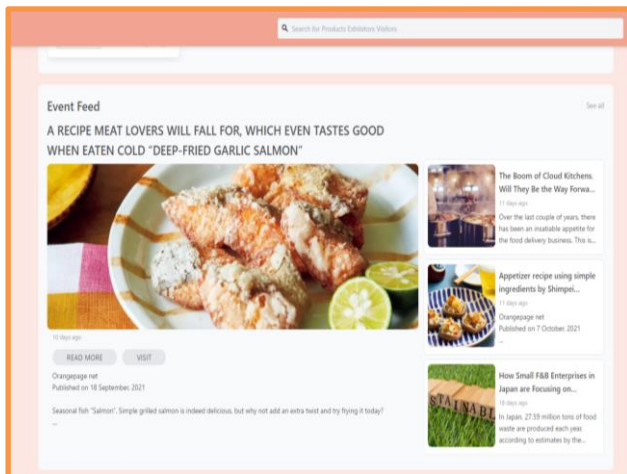 Search for Products Exhibitors Visitors
Event Feed
See all
A RECIPE MEAT LOVERS WILL FALL FOR, WHICH EVEN TASTES GOOD
WHEN EATEN COLD "DEEP-FRIED GARLIC SALMON"
10 days ago
READ MORE
VISIT
Orangepage net
Published on 18 September, 2021
Seasonal fish "Salmon". Simple grilled salmon is indeed delicious, but why not add an extra twist and try frying it today?
...
The Boom of Cloud Kitchens.
Will They Be the Way Forwa...
11 days ago
Over the last couple of years, there
has been an insatiable appetite for
the food delivery business. This is...
Appetizer recipe using simple
ingredients by Shimpei...
11 days ago
Orangepage net
Published on 7 October, 2021
...
How Small F&B Enterprises in
Japan are Focusing on...
18 days ago
In Japan, 27.59 million tons of food
waste are produced each year,
according to estimates by the...
STAINABL